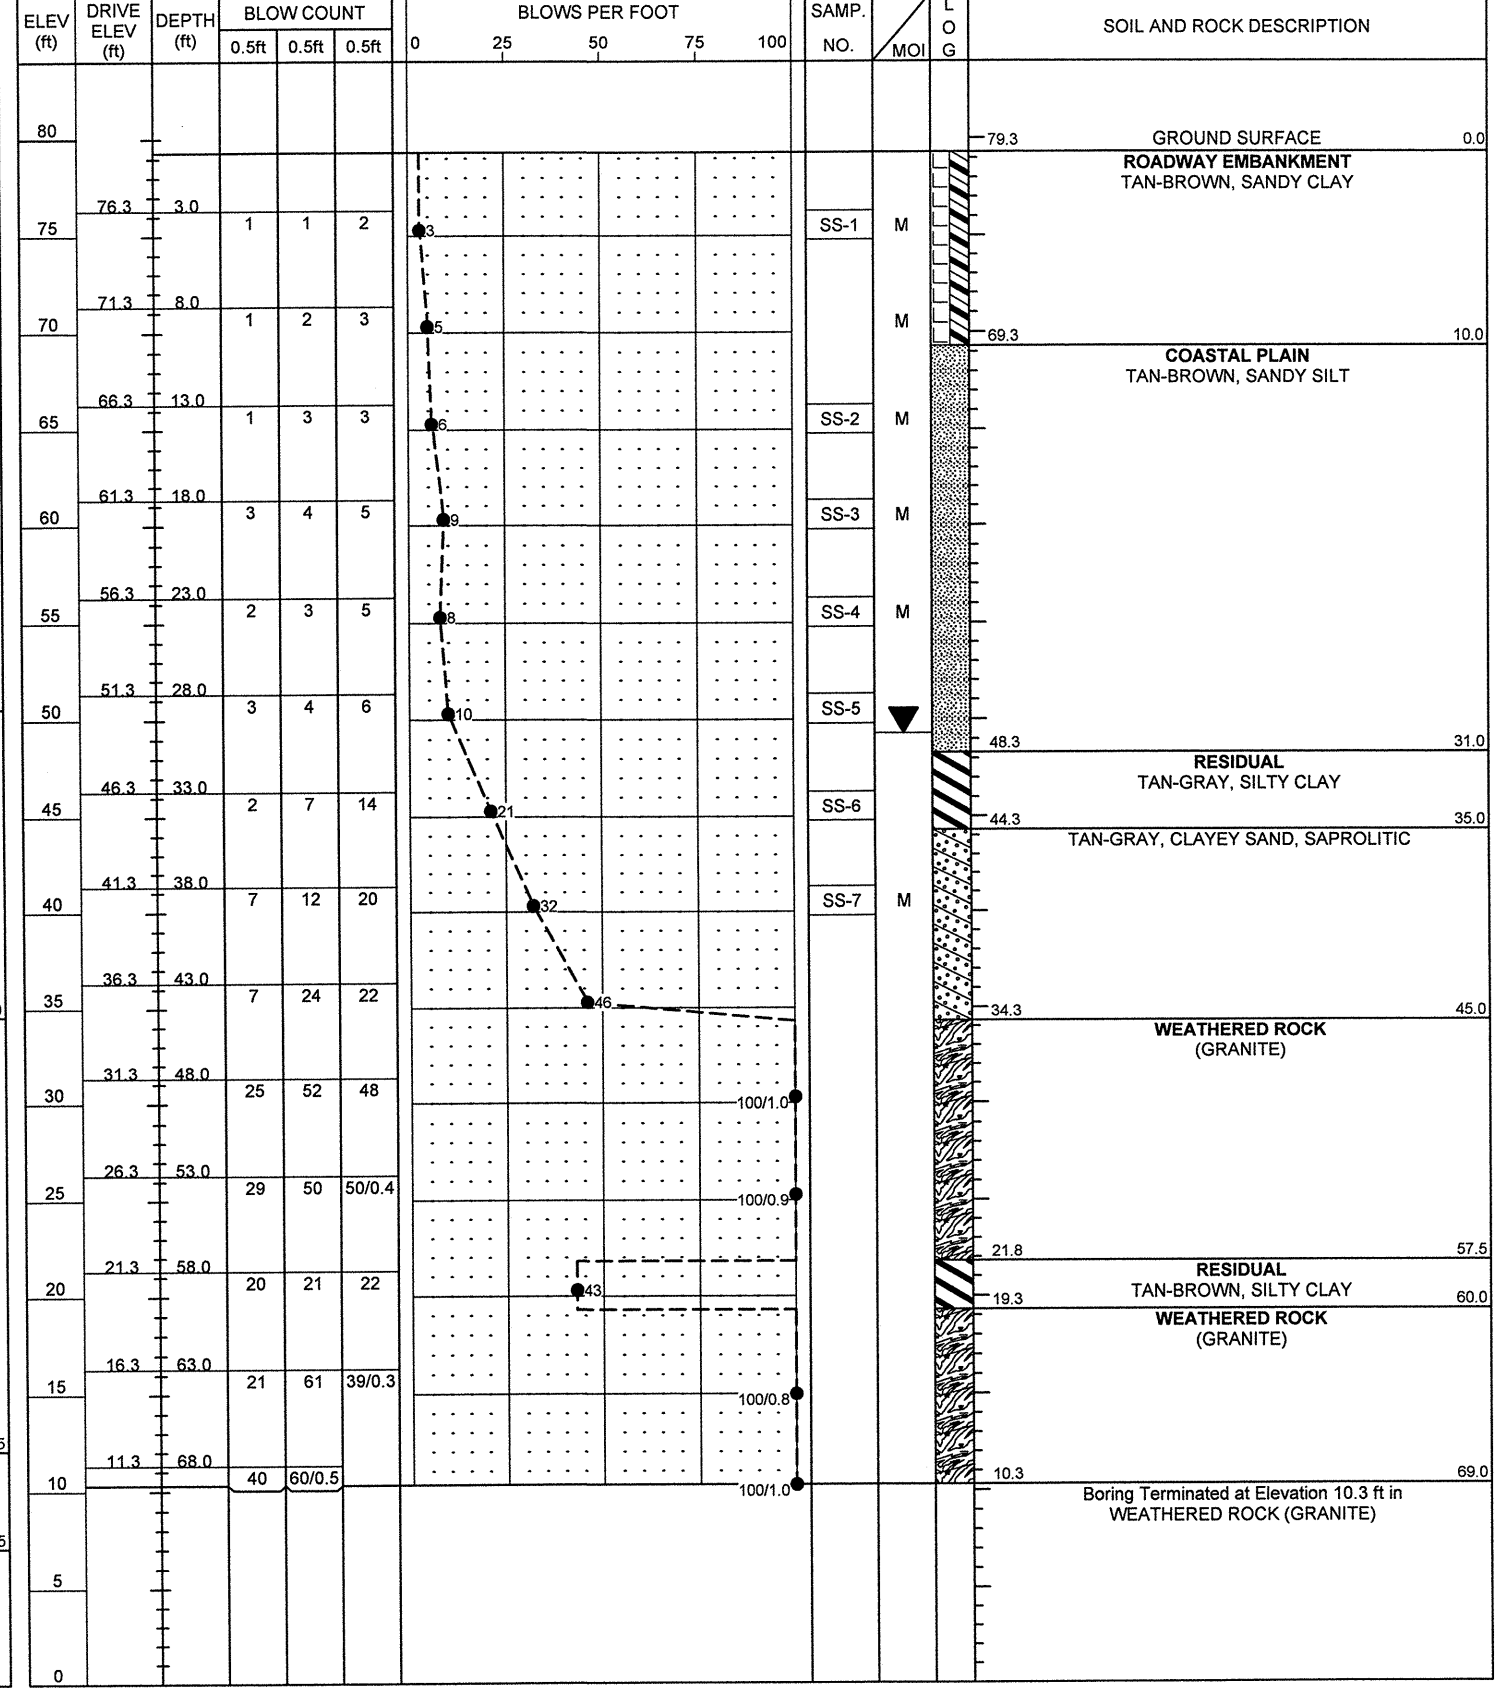 ELEV (ft) DRIVE ELEV (ft) DEPTH (ft) BLOW COUNT BLOWS PER FOOT SAMP. NO. MOI L O G SOIL AND ROCK DESCRIPTION
0.5ft 0.5ft 0.5ft 0 25 50 75 100
80
79.3 GROUND SURFACE 0.0
ROADWAY EMBANKMENT
TAN-BROWN, SANDY CLAY
76.3 3.0
1 1 2 3 SS-1 M
75
71.3 8.0
1 2 3 5 M
70
69.3 10.0
COASTAL PLAIN
TAN-BROWN, SANDY SILT
66.3 13.0
1 3 3 6 SS-2 M
65
61.3 18.0
3 4 5 9 SS-3 M
60
56.3 23.0
2 3 5 8 SS-4 M
55
51.3 28.0
3 4 6 10 SS-5
50
48.3 31.0
RESIDUAL
TAN-GRAY, SILTY CLAY
46.3 33.0
2 7 14 21 SS-6
45
44.3 35.0
TAN-GRAY, CLAYEY SAND, SAPROLITIC
41.3 38.0
7 12 20 32 SS-7 M
40
36.3 43.0
7 24 22 46
35
34.3 45.0
WEATHERED ROCK
(GRANITE)
31.3 48.0
25 52 48 100/1.0
30
26.3 53.0
29 50 50/0.4 100/0.9
25
21.8 57.5
RESIDUAL
21.3 58.0
20 21 22 43 TAN-BROWN, SILTY CLAY
20
19.3 60.0
WEATHERED ROCK
(GRANITE)
16.3 63.0
21 61 39/0.3 100/0.8
15
11.3 68.0
40 60/0.5 100/1.0
10
10.3 69.0
Boring Terminated at Elevation 10.3 ft in
WEATHERED ROCK (GRANITE)
5
0